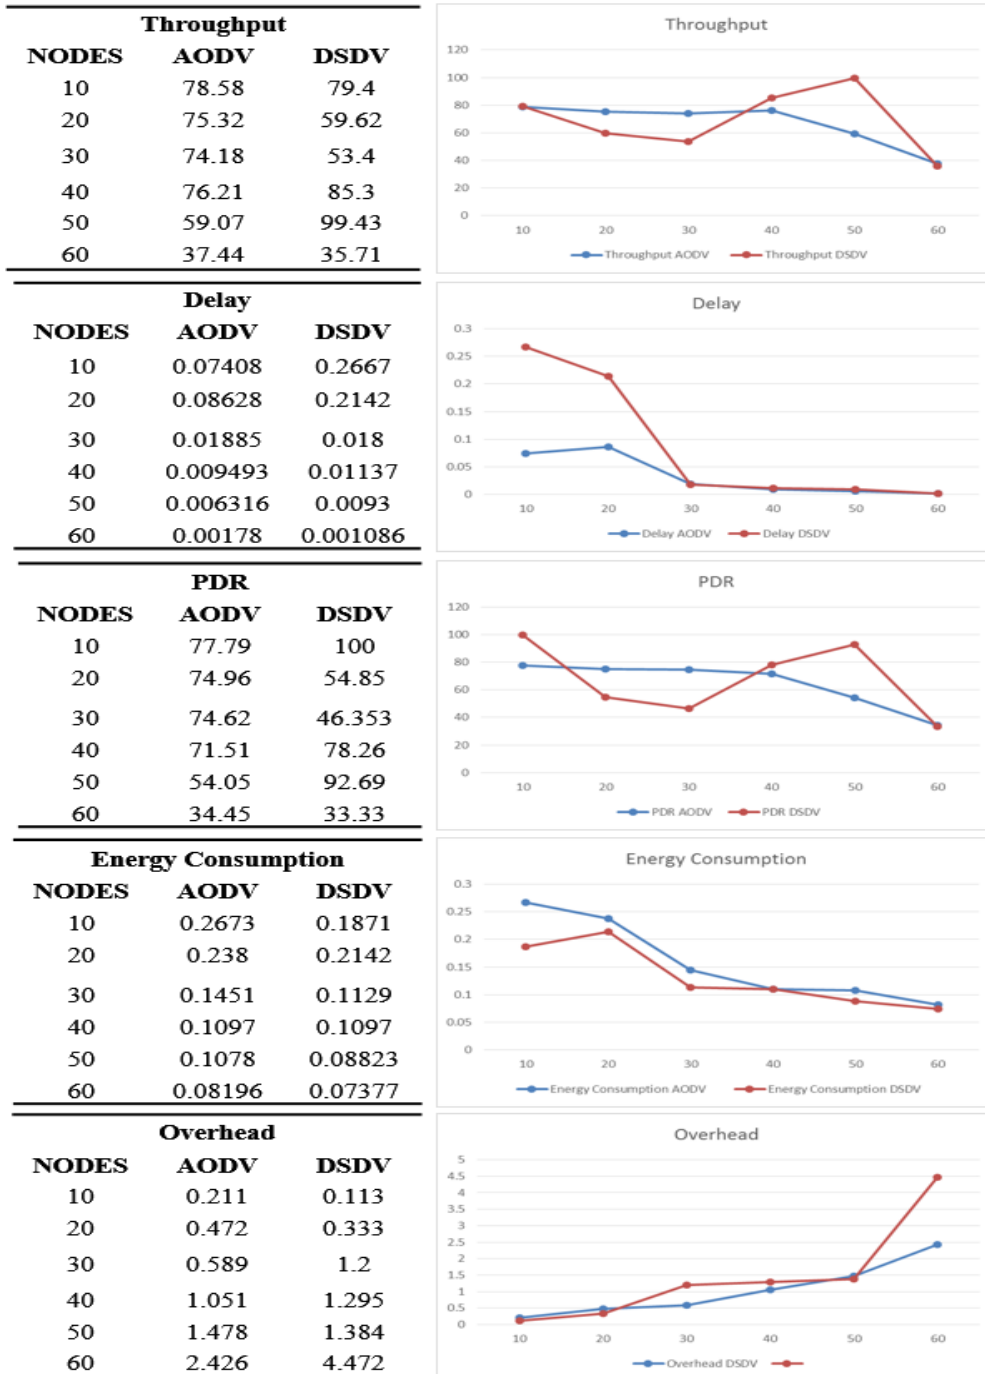 Throughput
NODES AODV DSDV
10 78.58 79.4
20 75.32 59.62
30 74.18 53.4
40 76.21 85.3
50 59.07 99.43
60 37.44 35.71
Throughput
120
100
80
60
40
20
0
10 20 30 40 50 60
Throughput AODV Throughput DSDV
Delay
NODES AODV DSDV
10 0.07408 0.2667
20 0.08628 0.2142
30 0.01885 0.018
40 0.009493 0.01137
50 0.006316 0.0093
60 0.00178 0.001086
Delay
0.3
0.25
0.2
0.15
0.1
0.05
0
10 20 30 40 50 60
Delay AODV Delay DSDV
PDR
NODES AODV DSDV
10 77.79 100
20 74.96 54.85
30 74.62 46.353
40 71.51 78.26
50 54.05 92.69
60 34.45 33.33
PDR
120
100
80
60
40
20
0
10 20 30 40 50 60
PDR AODV PDR DSDV
Energy Consumption
NODES AODV DSDV
10 0.2673 0.1871
20 0.238 0.2142
30 0.1451 0.1129
40 0.1097 0.1097
50 0.1078 0.08823
60 0.08196 0.07377
Energy Consumption
0.3
0.25
0.2
0.15
0.1
0.05
0
10 20 30 40 50 60
Energy Consumption AODV Energy Consumption DSDV
Overhead
NODES AODV DSDV
10 0.211 0.113
20 0.472 0.333
30 0.589 1.2
40 1.051 1.295
50 1.478 1.384
60 2.426 4.472
Overhead
5
4.5
4
3.5
3
2.5
2
1.5
1
0.5
0
10 20 30 40 50 60
Overhead DSDV